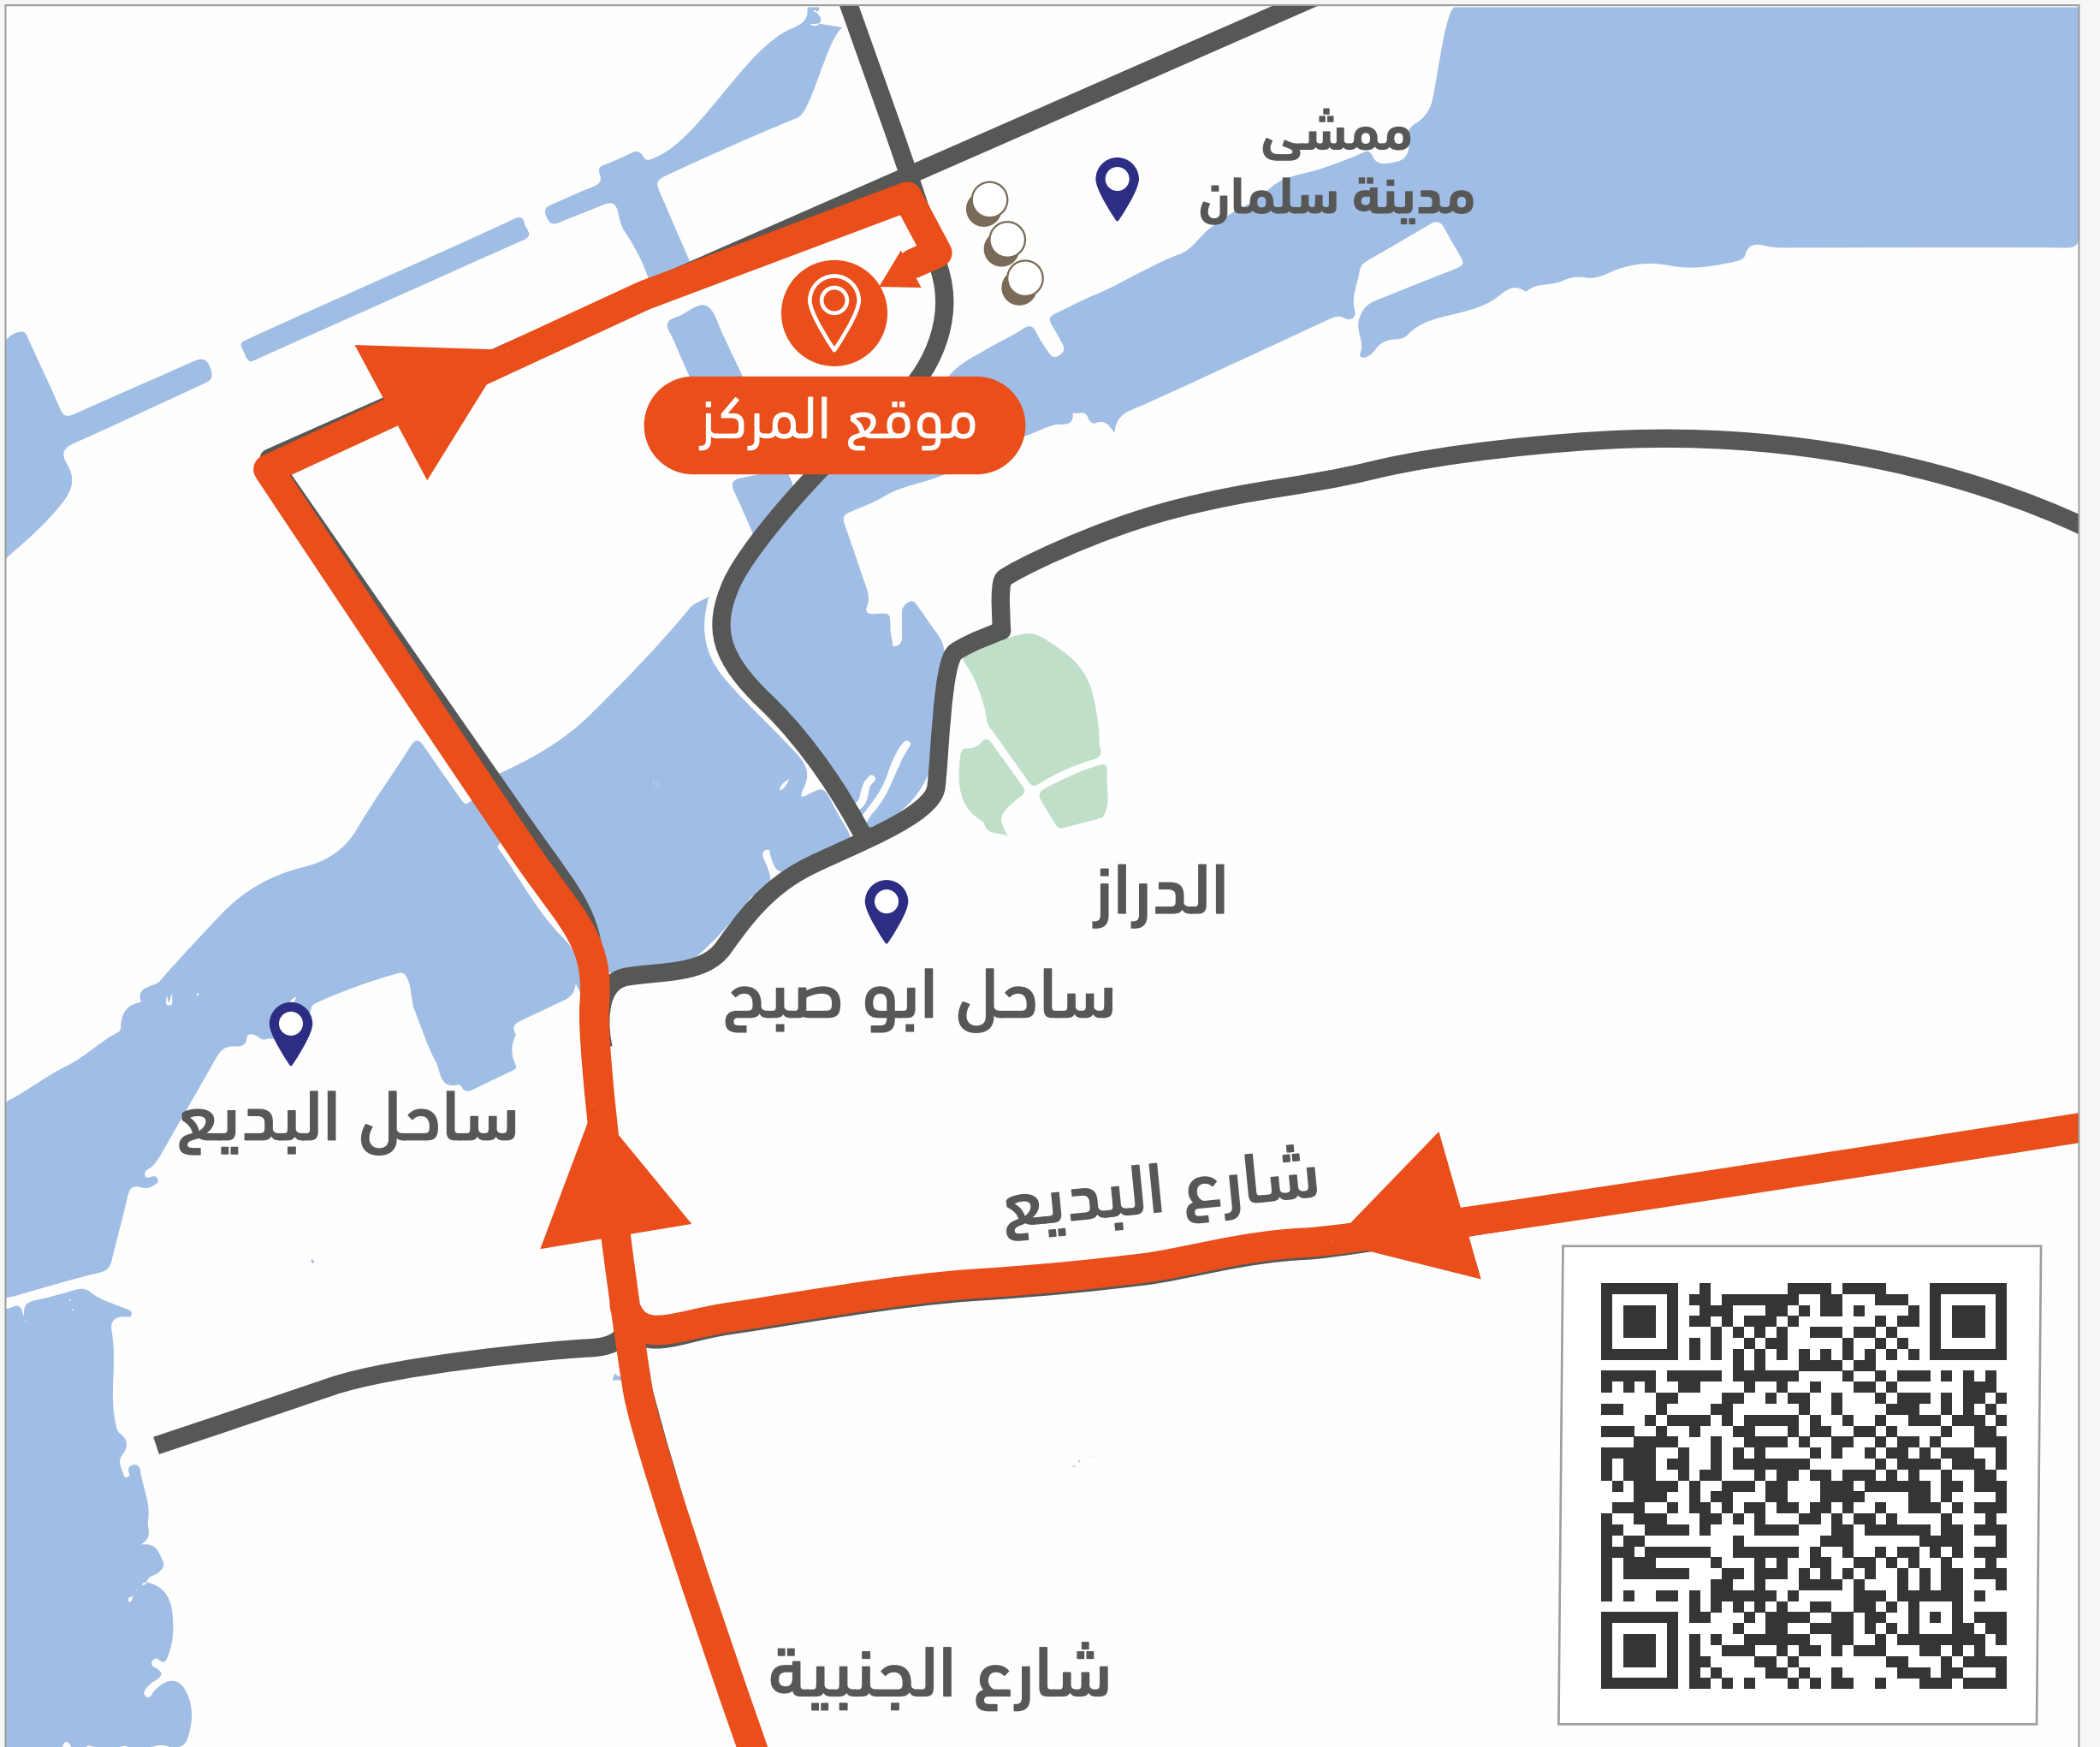 ممشى
مدينة سلمان
موقع المركز
الدراز
ساحل ابو صبح
ساحل البديع
شارع البديع
شارع الجنبية